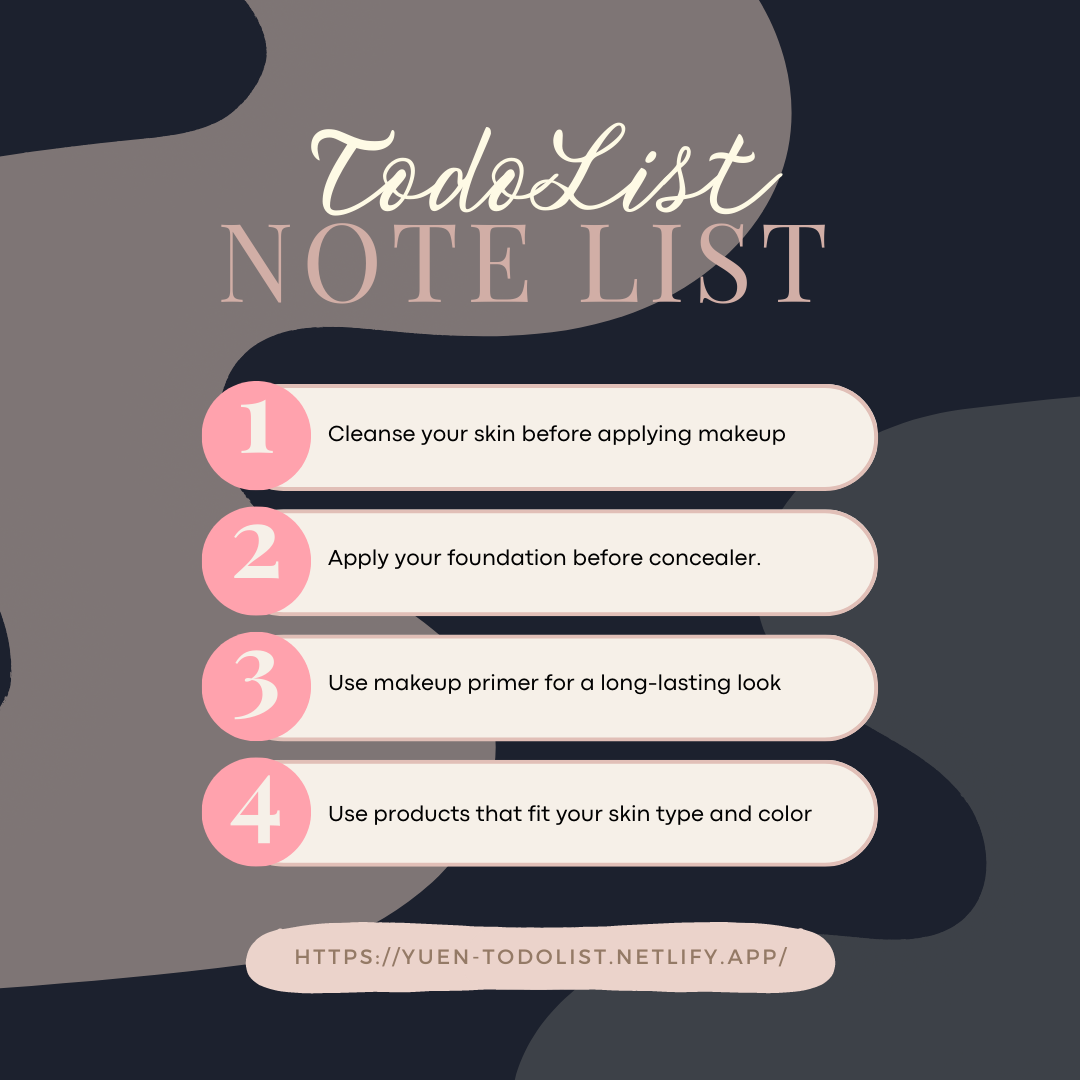 TodoList
NOTE LIST
1
Cleanse your skin before applying makeup
2
Apply your foundation before concealer.
3
Use makeup primer for a long-lasting look
4
Use products that fit your skin type and color
HTTPS://YUEN-TODOLIST.NETLIFY.APP/